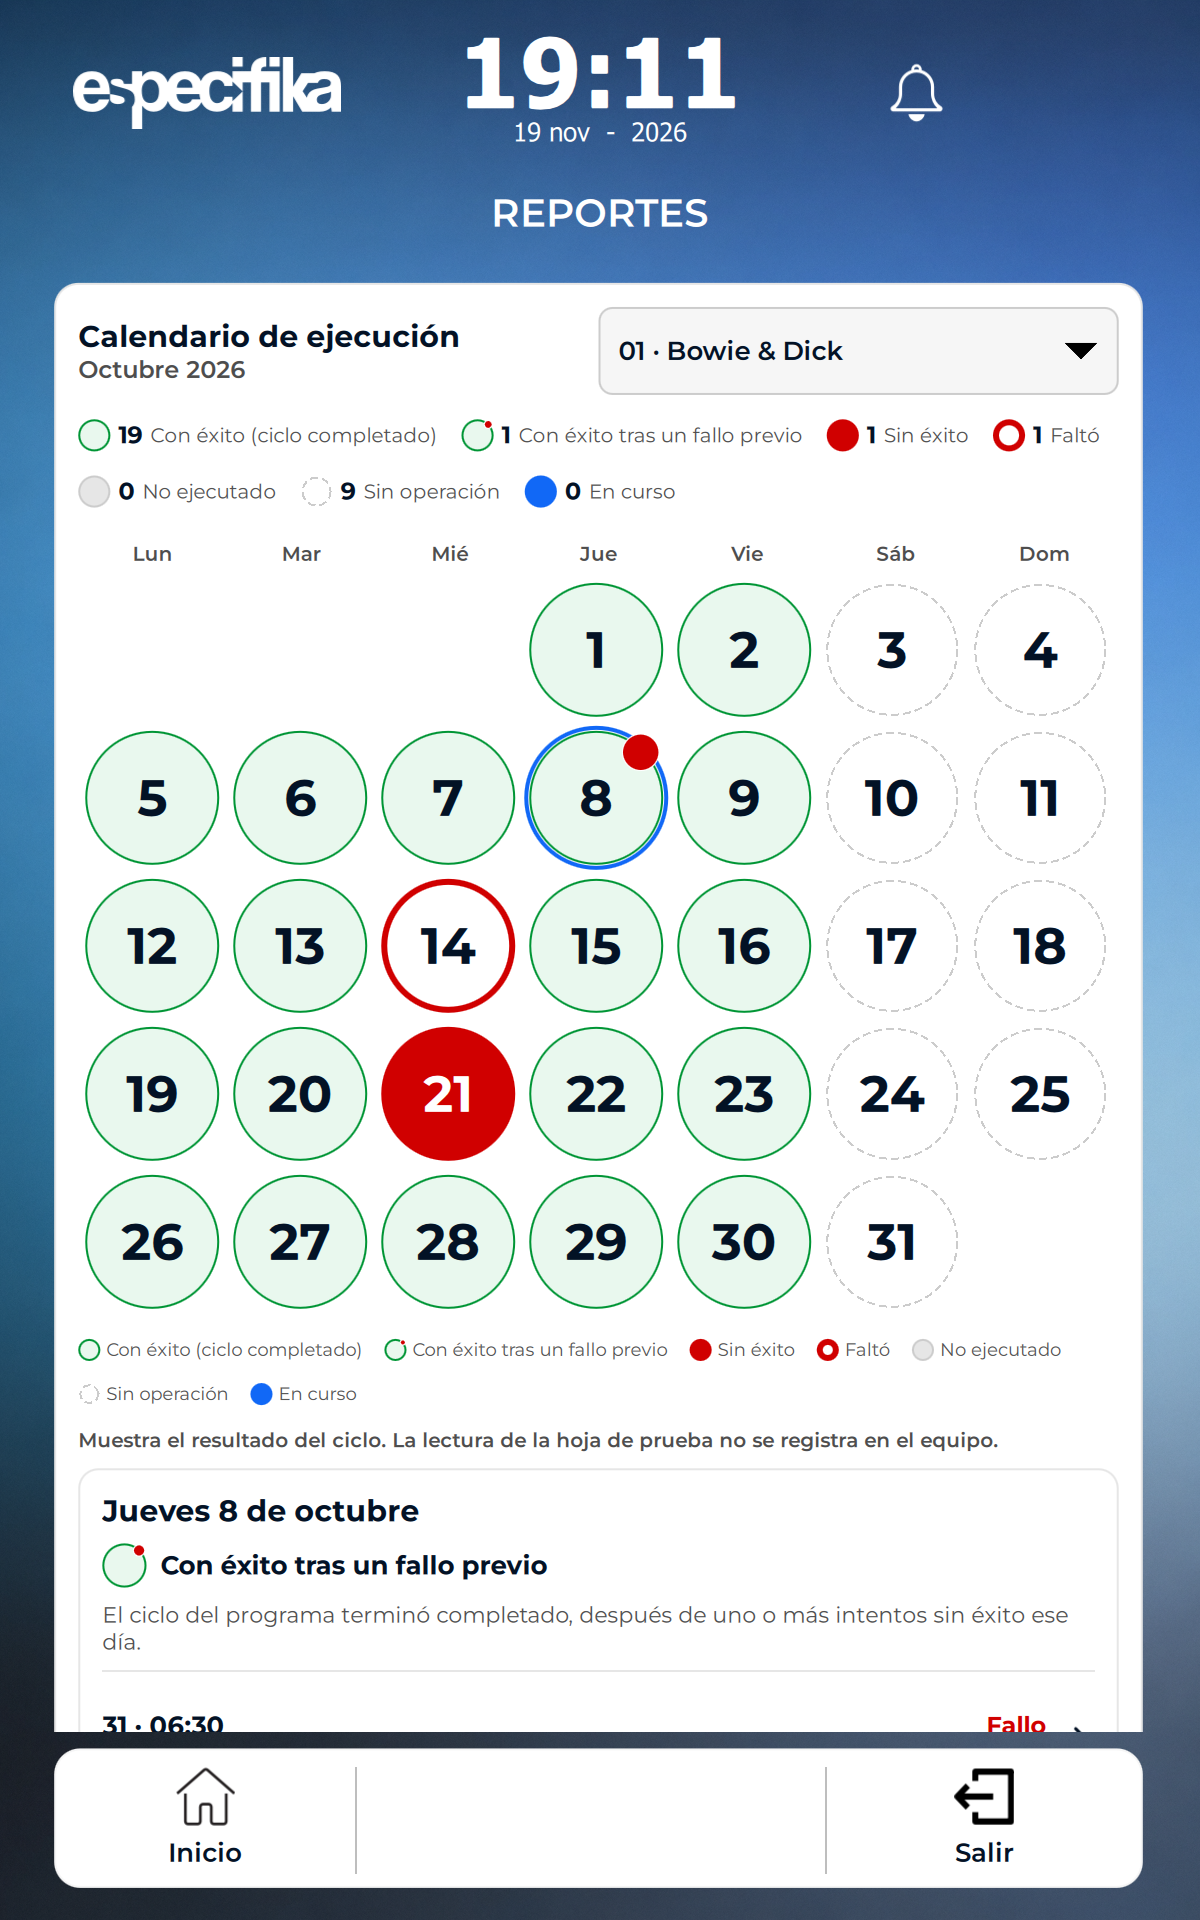 especifika
19:11
19 nov - 2026
REPORTES
Calendario de ejecución
Octubre 2026
01 · Bowie & Dick
19 Con éxito (ciclo completado) 1 Con éxito tras un fallo previo 1 Sin éxito 1 Faltó
0 No ejecutado 9 Sin operación 0 En curso
Lun Mar Mié Jue Vie Sáb Dom
1 2 3 4
5 6 7 8 9 10 11
12 13 14 15 16 17 18
19 20 21 22 23 24 25
26 27 28 29 30 31
Con éxito (ciclo completado) Con éxito tras un fallo previo Sin éxito Faltó No ejecutado
Sin operación En curso
Muestra el resultado del ciclo. La lectura de la hoja de prueba no se registra en el equipo.
Jueves 8 de octubre
Con éxito tras un fallo previo
El ciclo del programa terminó completado, después de uno o más intentos sin éxito ese
día.
31 · 06:30 Fallo
Inicio Salir